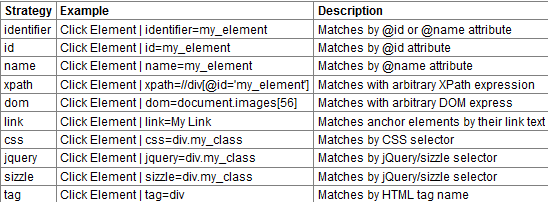 Strategy Example Description
identifier Click Element | identifier=my_element Matches by @id or @name attribute
id Click Element | id=my_element Matches by @id attribute
name Click Element | name=my_element Matches by @name attribute
xpath Click Element | xpath=//div[@id='my_element'] Matches with arbitrary XPath expression
dom Click Element | dom=document.images[56] Matches with arbitrary DOM express
link Click Element | link=My Link Matches anchor elements by their link text
css Click Element | css=div.my_class Matches by CSS selector
jquery Click Element | jquery=div.my_class Matches by jQuery/sizzle selector
sizzle Click Element | sizzle=div.my_class Matches by jQuery/sizzle selector
tag Click Element | tag=div Matches by HTML tag name